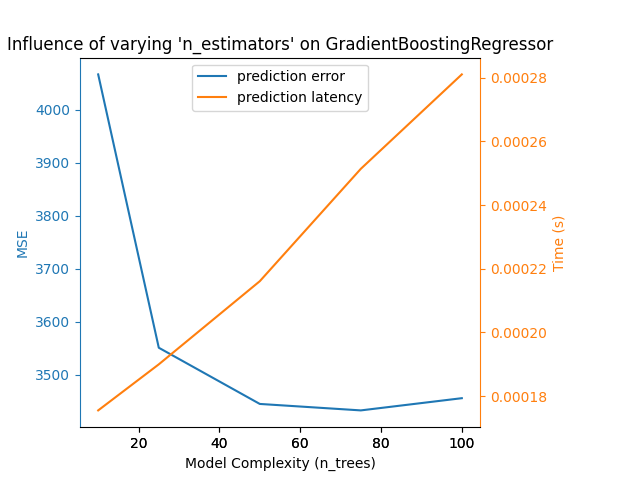 Influence of varying 'n_estimators' on GradientBoostingRegressor
prediction error
prediction latency
MSE
4000
3900
3800
3700
3600
3500
Time (s)
0.00028
0.00026
0.00024
0.00022
0.00020
0.00018
20 40 60 80 100
Model Complexity (n_trees)